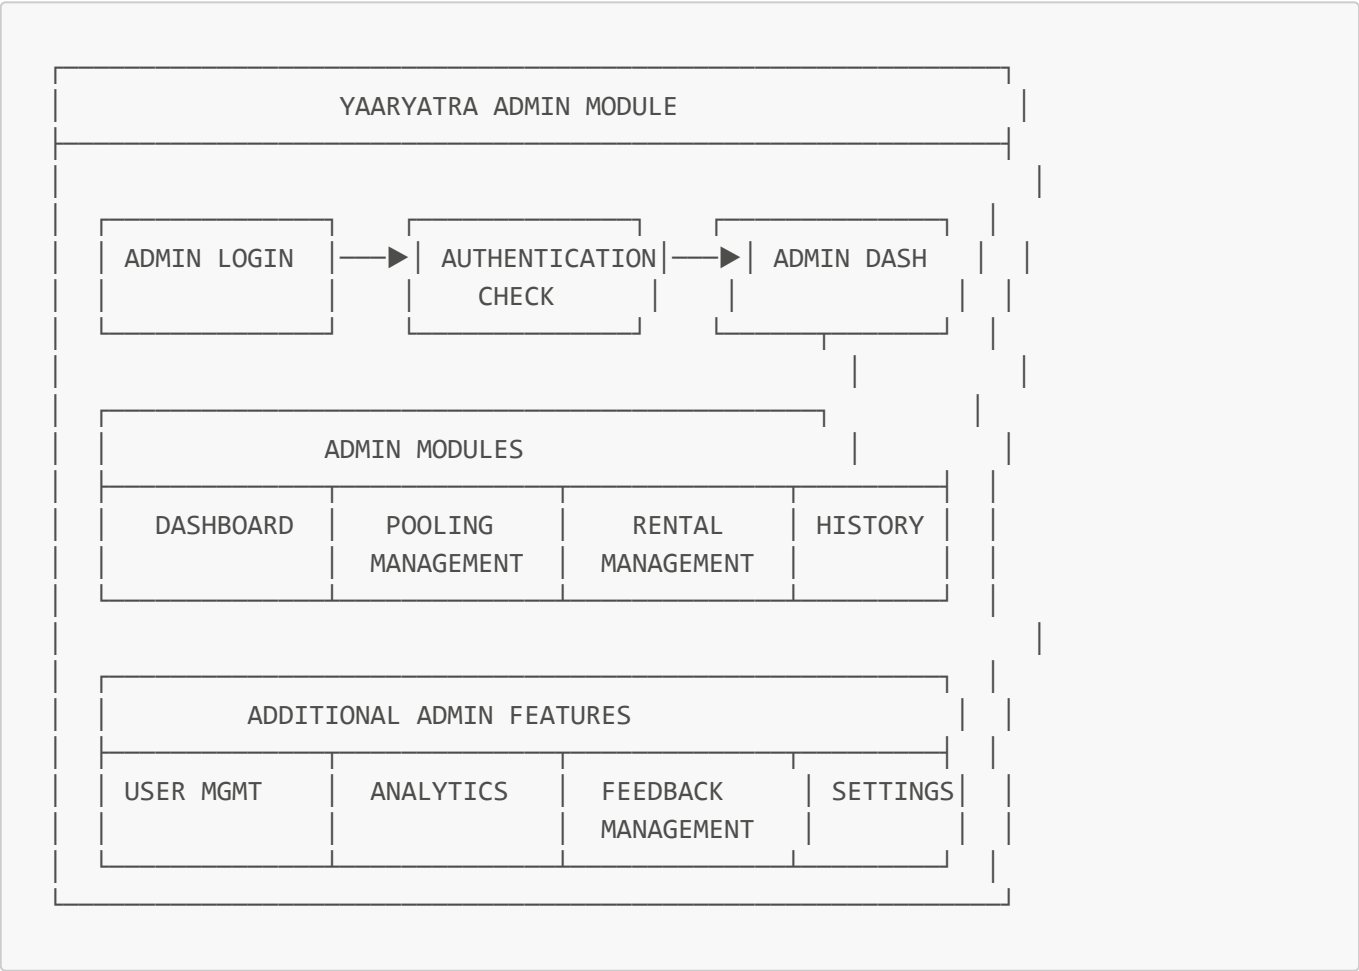 YAARYATRA ADMIN MODULE
ADMIN LOGIN AUTHENTICATION ADMIN DASH
CHECK
ADMIN MODULES
DASHBOARD POOLING RENTAL HISTORY
MANAGEMENT MANAGEMENT
ADDITIONAL ADMIN FEATURES
USER MGMT ANALYTICS FEEDBACK SETTINGS
MANAGEMENT